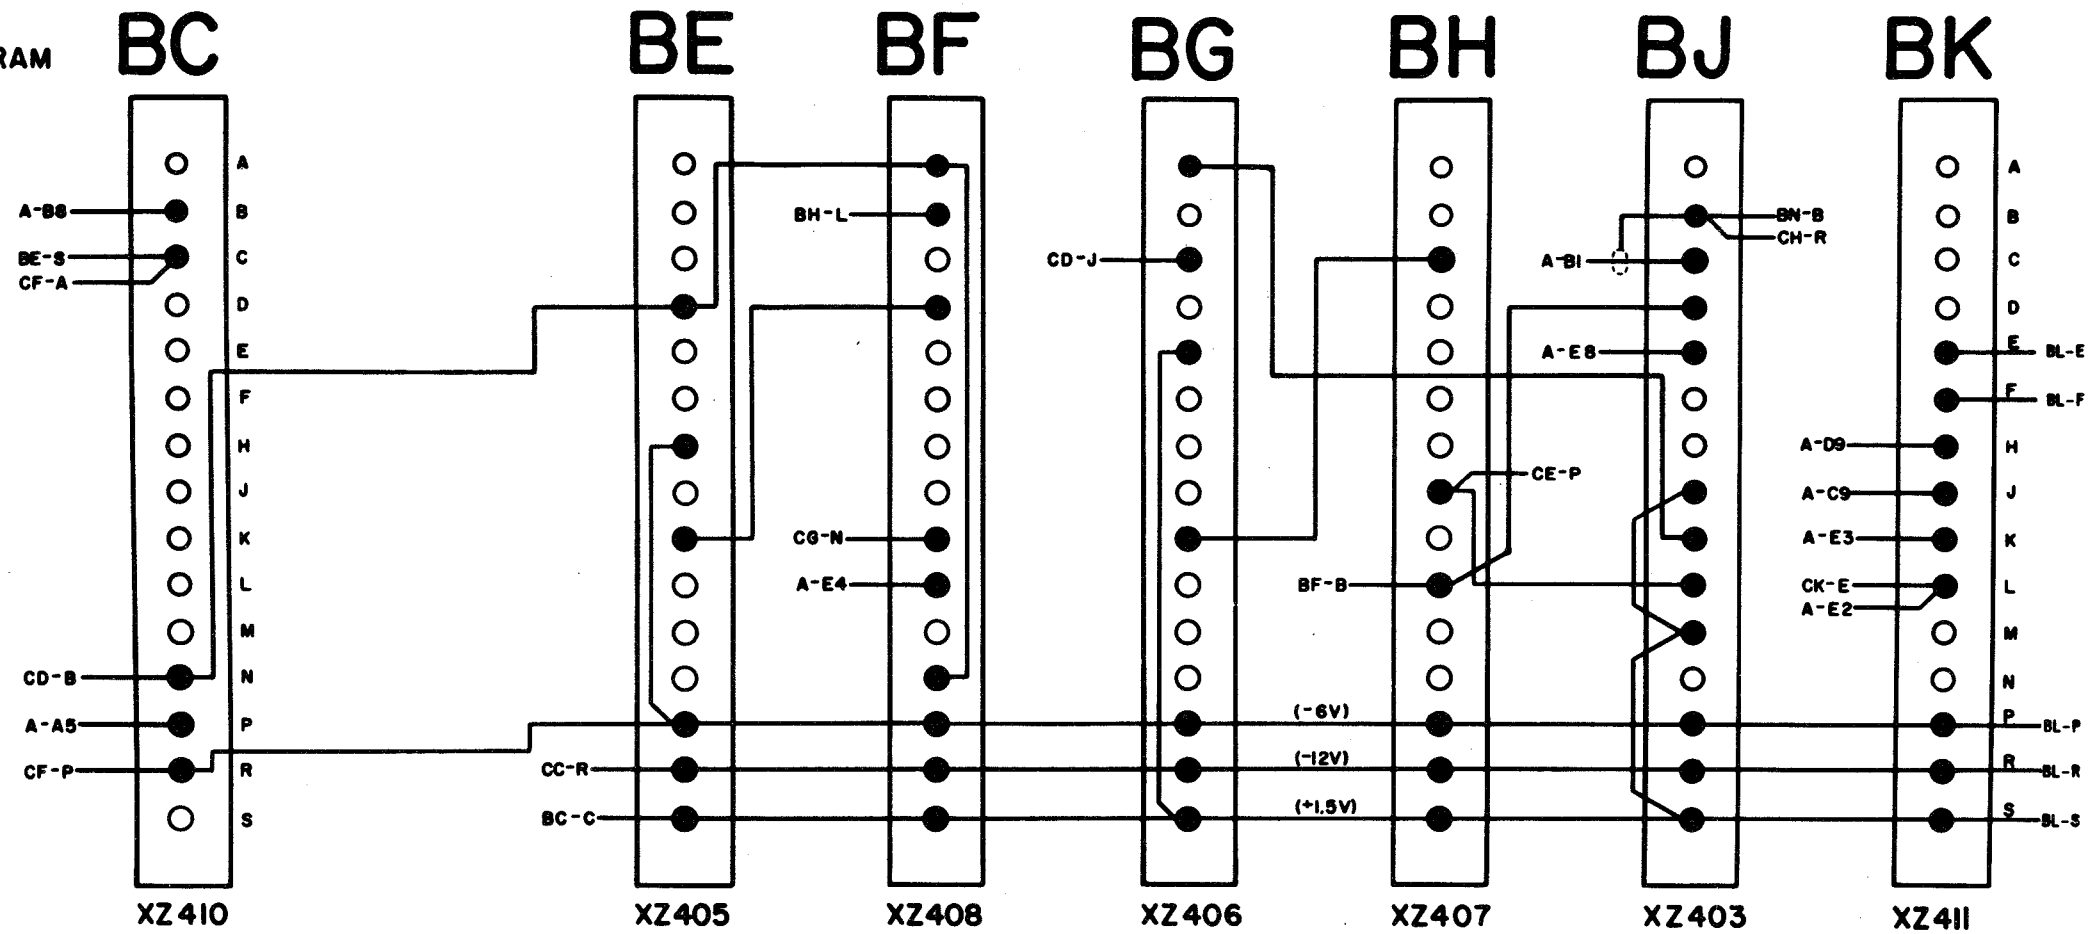 RAM
BC BE BF BG BH BJ BK
A A
A-B8 B BH-L BN-B B
CH-R
BE-S C CD-J A-B1 C
CF-A
D D
E A-E8 E BL-E
F F BL-F
H A-D9 H
CE-P
J A-C9 J
K CG-N A-E3 K
L A-E4 BF-B CK-E L
A-E2
M M
CD-B N N
A-A5 P (-6V) P BL-P
CF-P R CC-R (-12V) R BL-R
S BC-C (+1.5V) S BL-S
XZ410 XZ405 XZ408 XZ406 XZ407 XZ403 XZ411